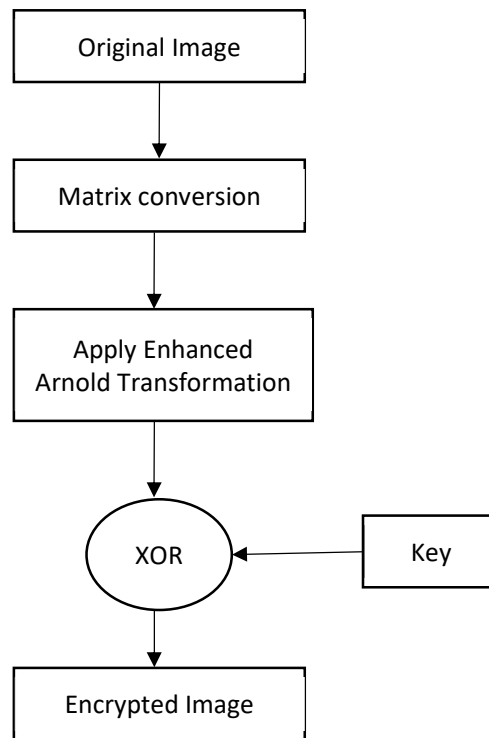 Original Image
Matrix conversion
Apply Enhanced
Arnold Transformation
XOR
Key
Encrypted Image